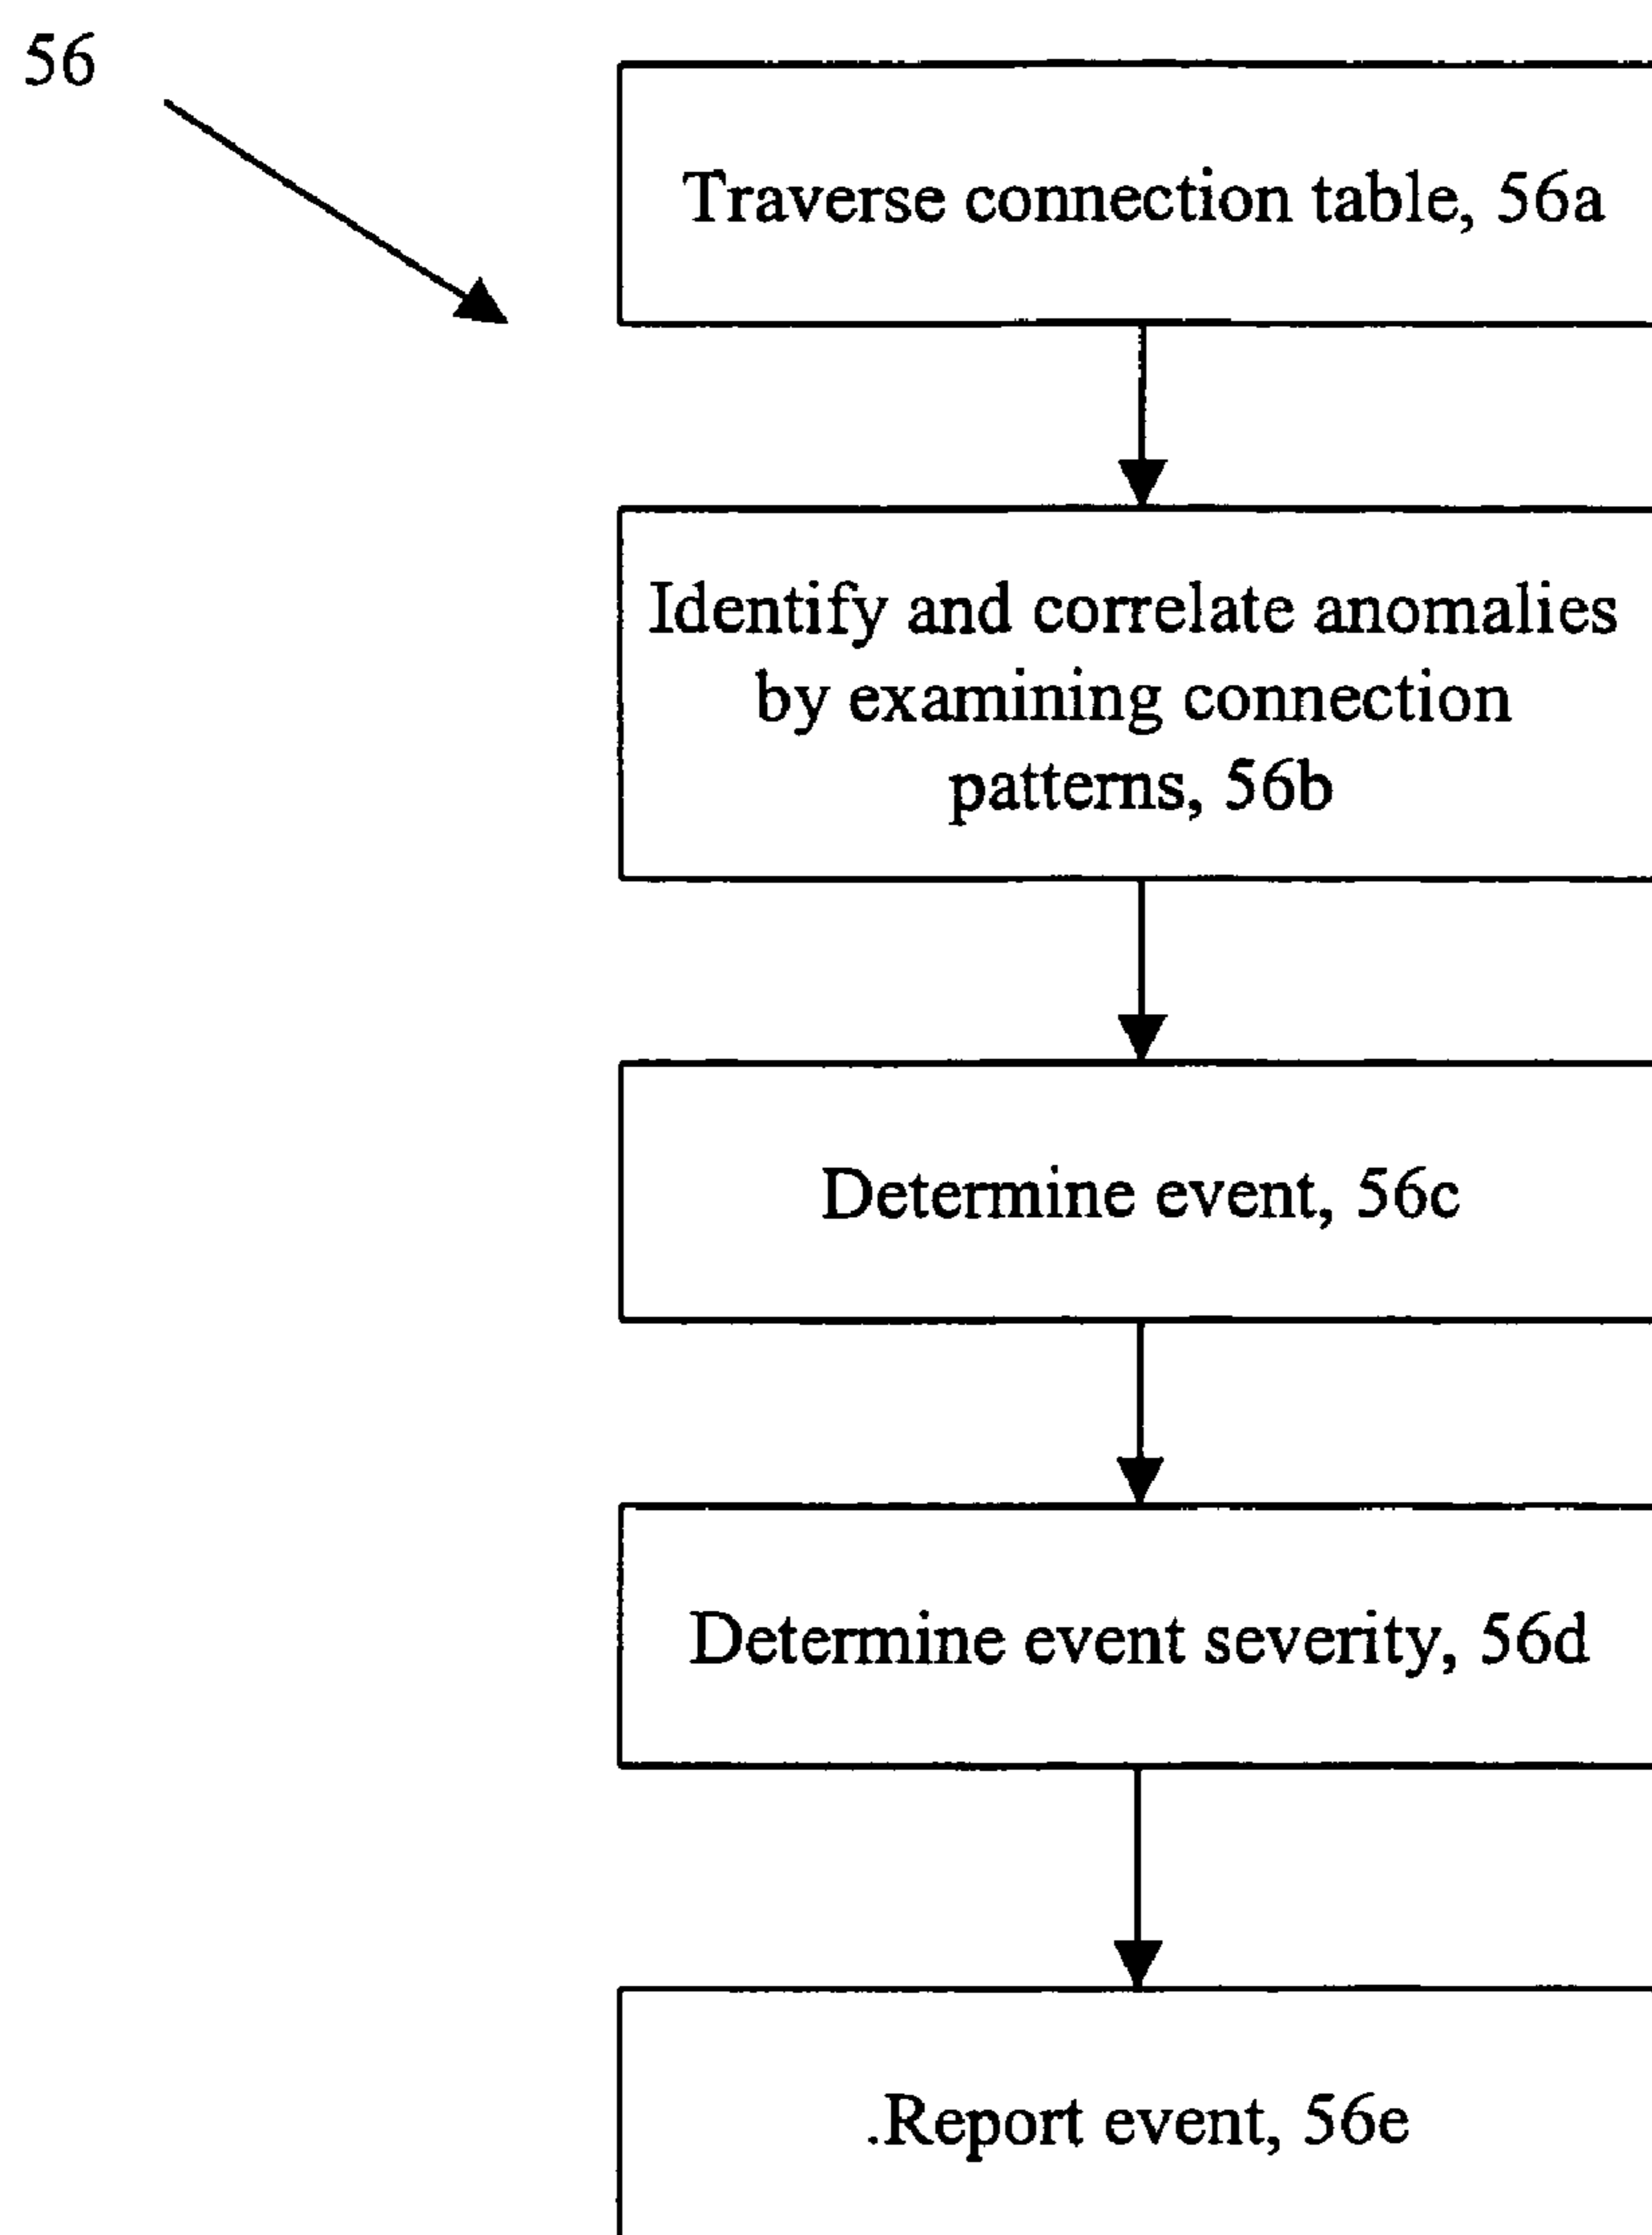 56
Traverse connection table, 56a
Identify and correlate anomalies
by examining connection
patterns, 56b
Determine event, 56c
Determine event severity, 56d
.Report event, 56e